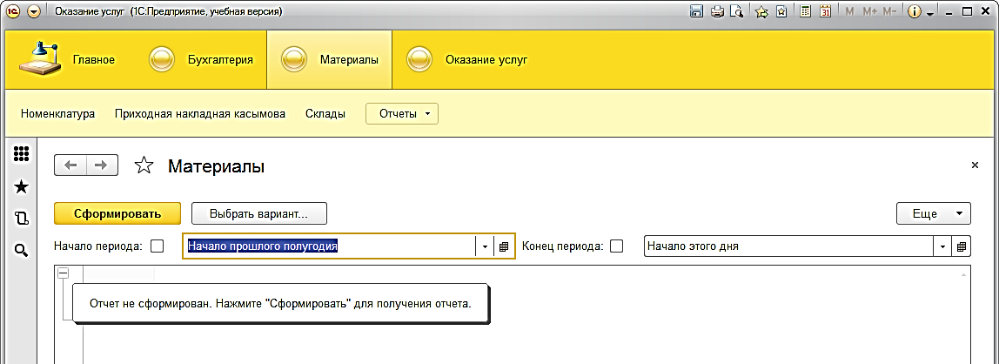 Оказание услуг (1С:Предприятие, учебная версия) M M+ M-
Главное Бухгалтерия Материалы Оказание услуг
Номенклатура Приходная накладная касымова Склады Отчеты
Материалы
Сформировать Выбрать вариант... Еще
Начало периода: Начало прошлого полугодия Конец периода: Начало этого дня
Отчет не сформирован. Нажмите "Сформировать" для получения отчета.